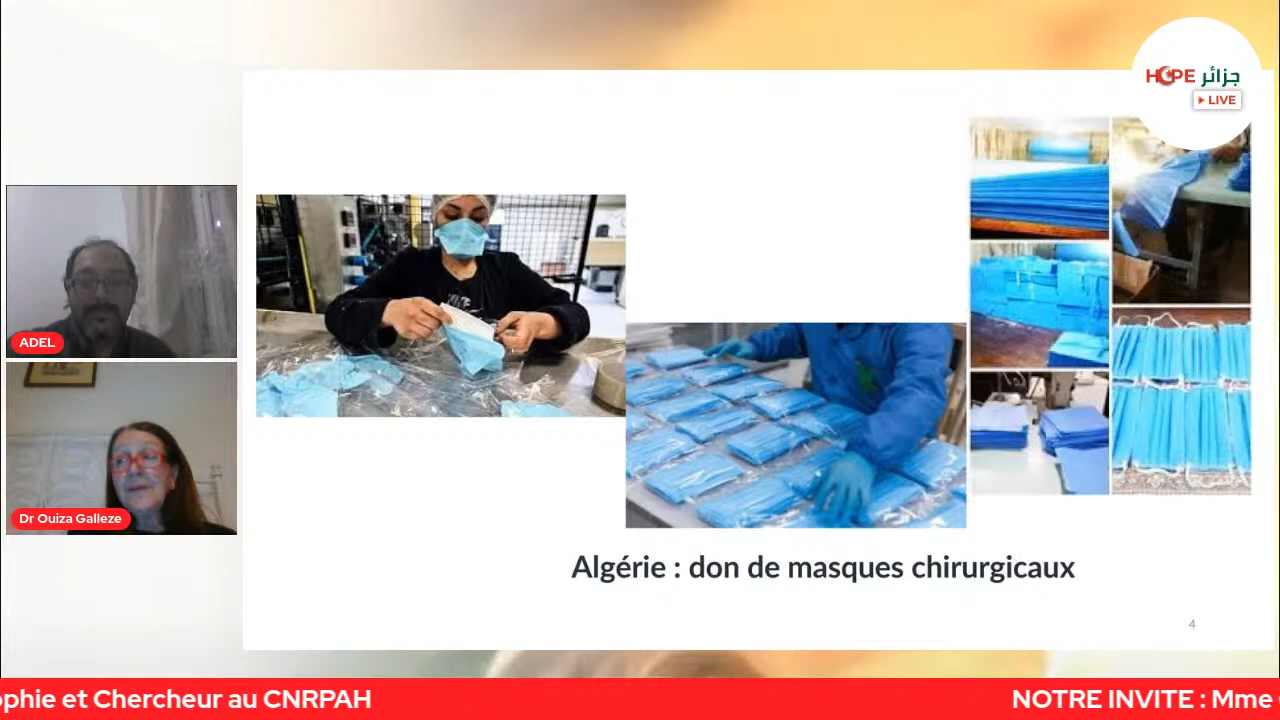 HOPE جزائر
LIVE
ADEL
Dr Ouiza Galleze
Algérie : don de masques chirurgicaux
4
ophie et Chercheur au CNRPAH
NOTRE INVITE : Mme